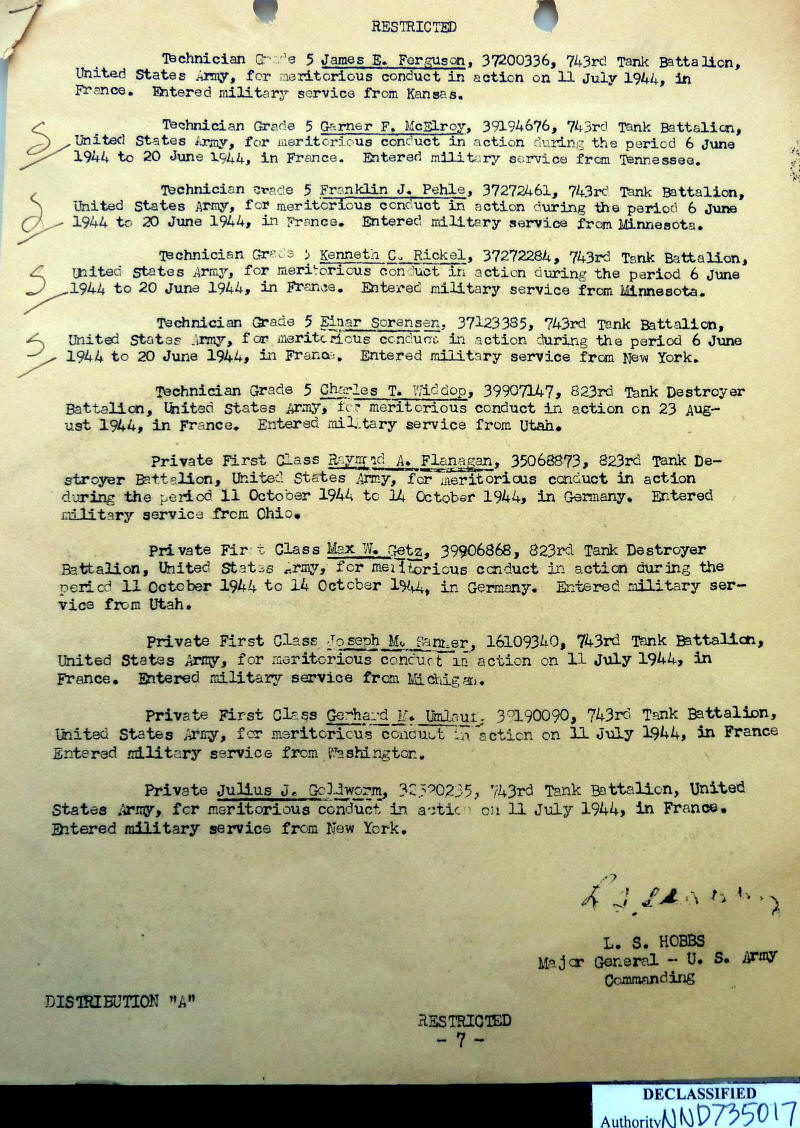 RESTRICTED
Technician Grade 5 James E. Ferguson, 37200336, 743rd Tank Battalion,
United States Army, for meritorious conduct in action on 11 July 1944, in
France. Entered military service from Kansas.
Technician Grade 5 Garner F. McElroy, 39194676, 743rd Tank Battalion,
United States Army, for meritorious conduct in action during the period 6 June
1944 to 20 June 1944, in France. Entered military service from Tennessee.
Technician Grade 5 Franklin J. Pehle, 37272461, 743rd Tank Battalion,
United States Army, for meritorious conduct in action during the period 6 June
1944 to 20 June 1944, in France. Entered military service from Minnesota.
Technician Grade 5 Kenneth C. Rickel, 37272284, 743rd Tank Battalion,
United States Army, for meritorious conduct in action during the period 6 June
1944 to 20 June 1944, in France. Entered military service from Minnesota.
Technician Grade 5 Einar Sorensen, 37123385, 743rd Tank Battalion,
United States Army, for meritorious conduct in action during the period 6 June
1944 to 20 June 1944, in France. Entered military service from New York.
Technician Grade 5 Charles T. Widdop, 39907147, 823rd Tank Destroyer
Battalion, United States Army, for meritorious conduct in action on 23 Aug-
ust 1944, in France. Entered military service from Utah.
Private First Class Raymond A. Flanagan, 35068873, 823rd Tank De-
stroyer Battalion, United States Army, for meritorious conduct in action
during the period 11 October 1944 to 14 October 1944, in Germany. Entered
military service from Ohio.
Private First Class Max W. Getz, 39906868, 823rd Tank Destroyer
Battalion, United States Army, for meritorious conduct in action during the
period 11 October 1944 to 14 October 1944, in Germany. Entered military ser-
vice from Utah.
Private First Class Joseph M. 16109340, 743rd Tank Battalion,
United States Army, for meritorious conduct in action on 11 July 1944, in
France. Entered military service from Michigan.
Private First Class Gerhard M. Umlauf, 39190090, 743rd Tank Battalion,
United States Army, for meritorious conduct in action on 11 July 1944, in France
Entered military service from Washington.
Private Julius J. Goldworm, 743rd Tank Battalion, United
States Army, for meritorious conduct in action on 11 July 1944, in France.
Entered military service from New York.
L. S. HOBBS
Major General - U. S. Army
Commanding
DISTRIBUTION "A"
RESTRICTED
- 7 -
DECLASSIFIED
Authority NND735017